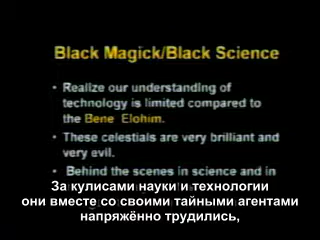 Black Magick/Black Science
• Realize our understanding of
technology is limited compared to
the Bene Elohim.
• These celestials are very brilliant and
very evil.
• Behind the scenes in science and in
За кулисами науки и технологии
они вместе со своими тайными агентами
напряжённо трудились,